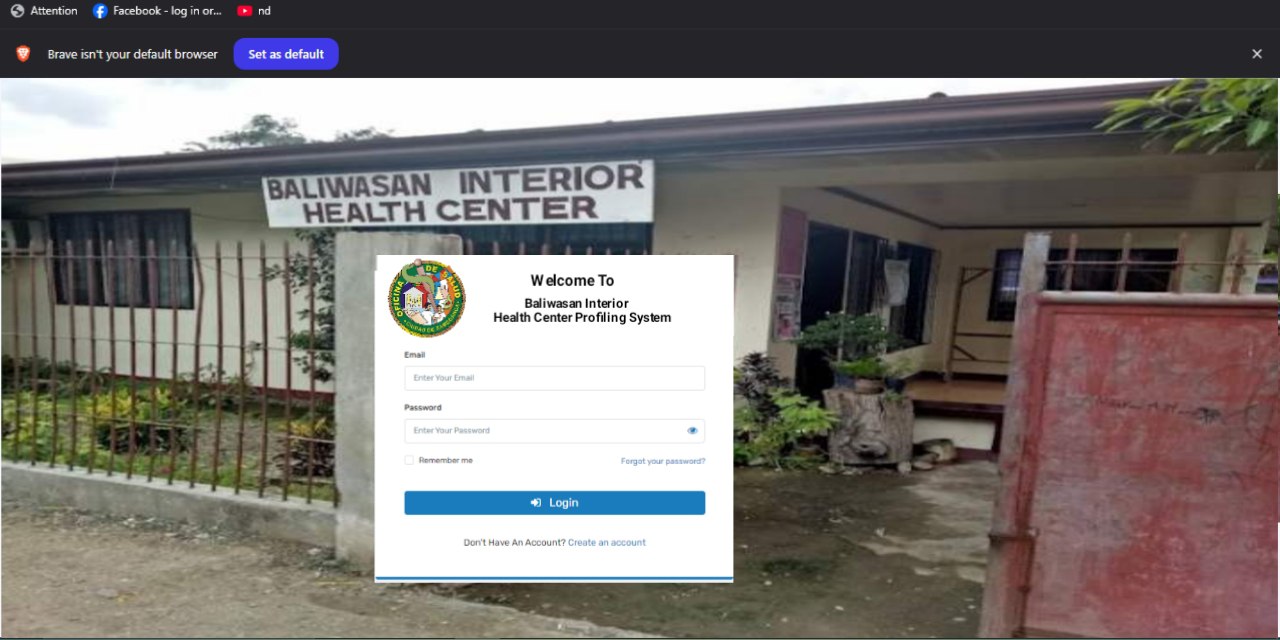 Attention
Facebook - log in or...
nd
Brave isn't your default browser
Set as default
BALIWASAN INTERIOR
HEALTH CENTER
OFICINA DE SALUD
Welcome To
Baliwasan Interior
Health Center Profiling System
Email
Enter Your Email
Password
Enter Your Password
Remember me
Forgot your password?
Login
Don't Have An Account? Create an account